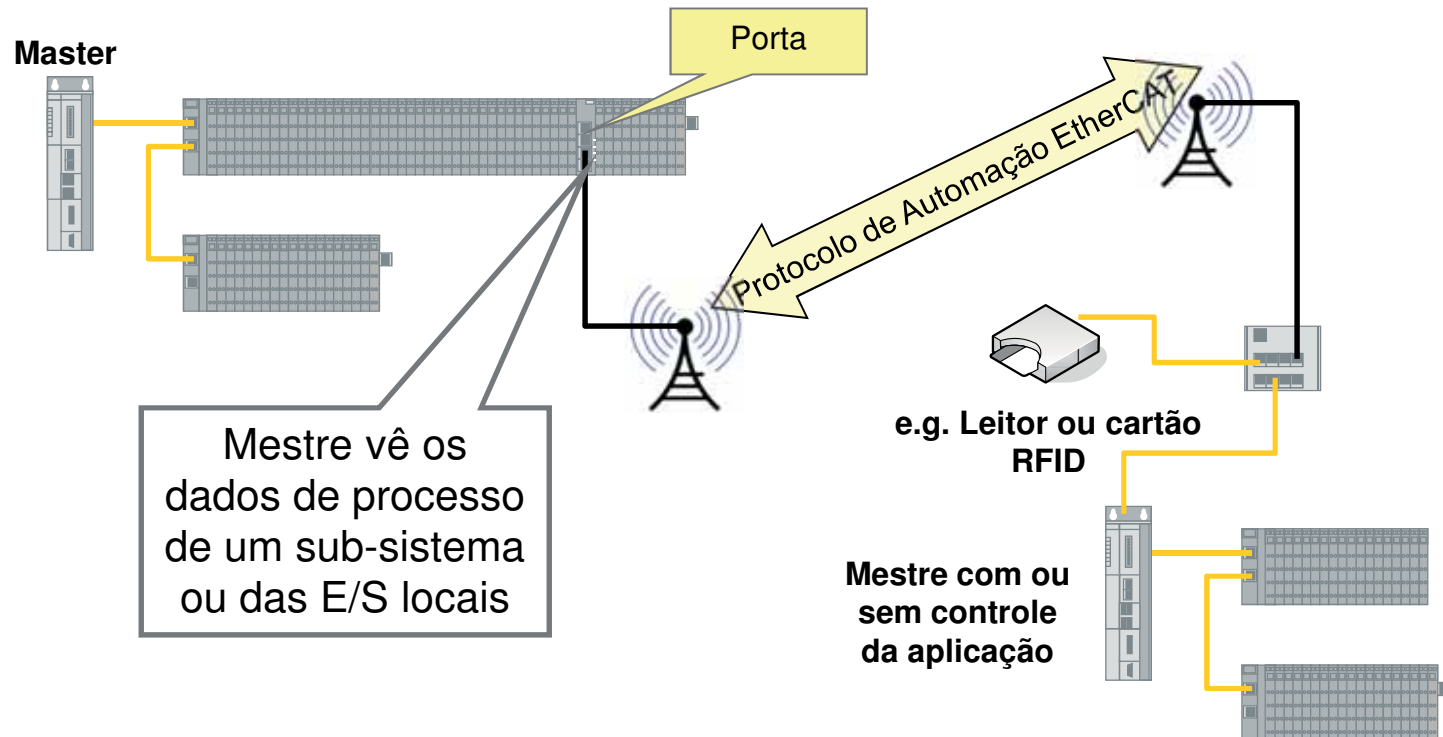 Master
Porta
Protocolo de Automação EtherCAT
Mestre vê os
dados de processo
de um sub-sistema
ou das E/S locais
e.g. Leitor ou cartão
RFID
Mestre com ou
sem controle
da aplicação